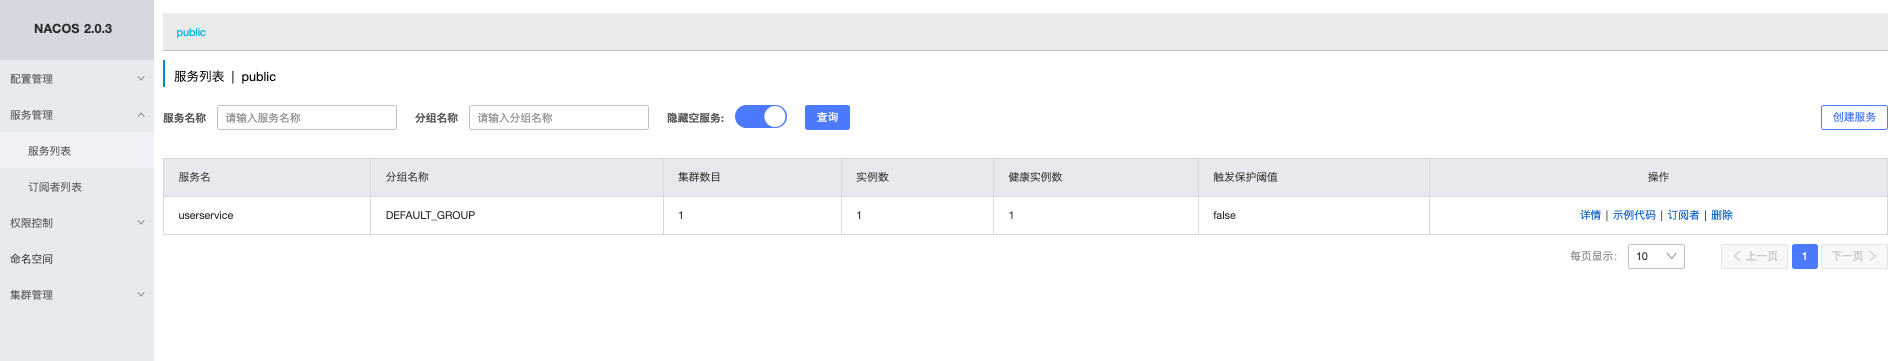 NACOS 2.0.3
配置管理
服务管理
服务列表
订阅者列表
权限控制
命名空间
集群管理
public
服务列表 | public
服务名称 请输入服务名称 分组名称 请输入分组名称 隐藏空服务: 查询 创建服务
服务名 分组名称 集群数目 实例数 健康实例数 触发保护阈值 操作
userservice DEFAULT_GROUP 1 1 1 false 详情 | 示例代码 | 订阅者 | 删除
每页显示: 10 上一页 1 下一页